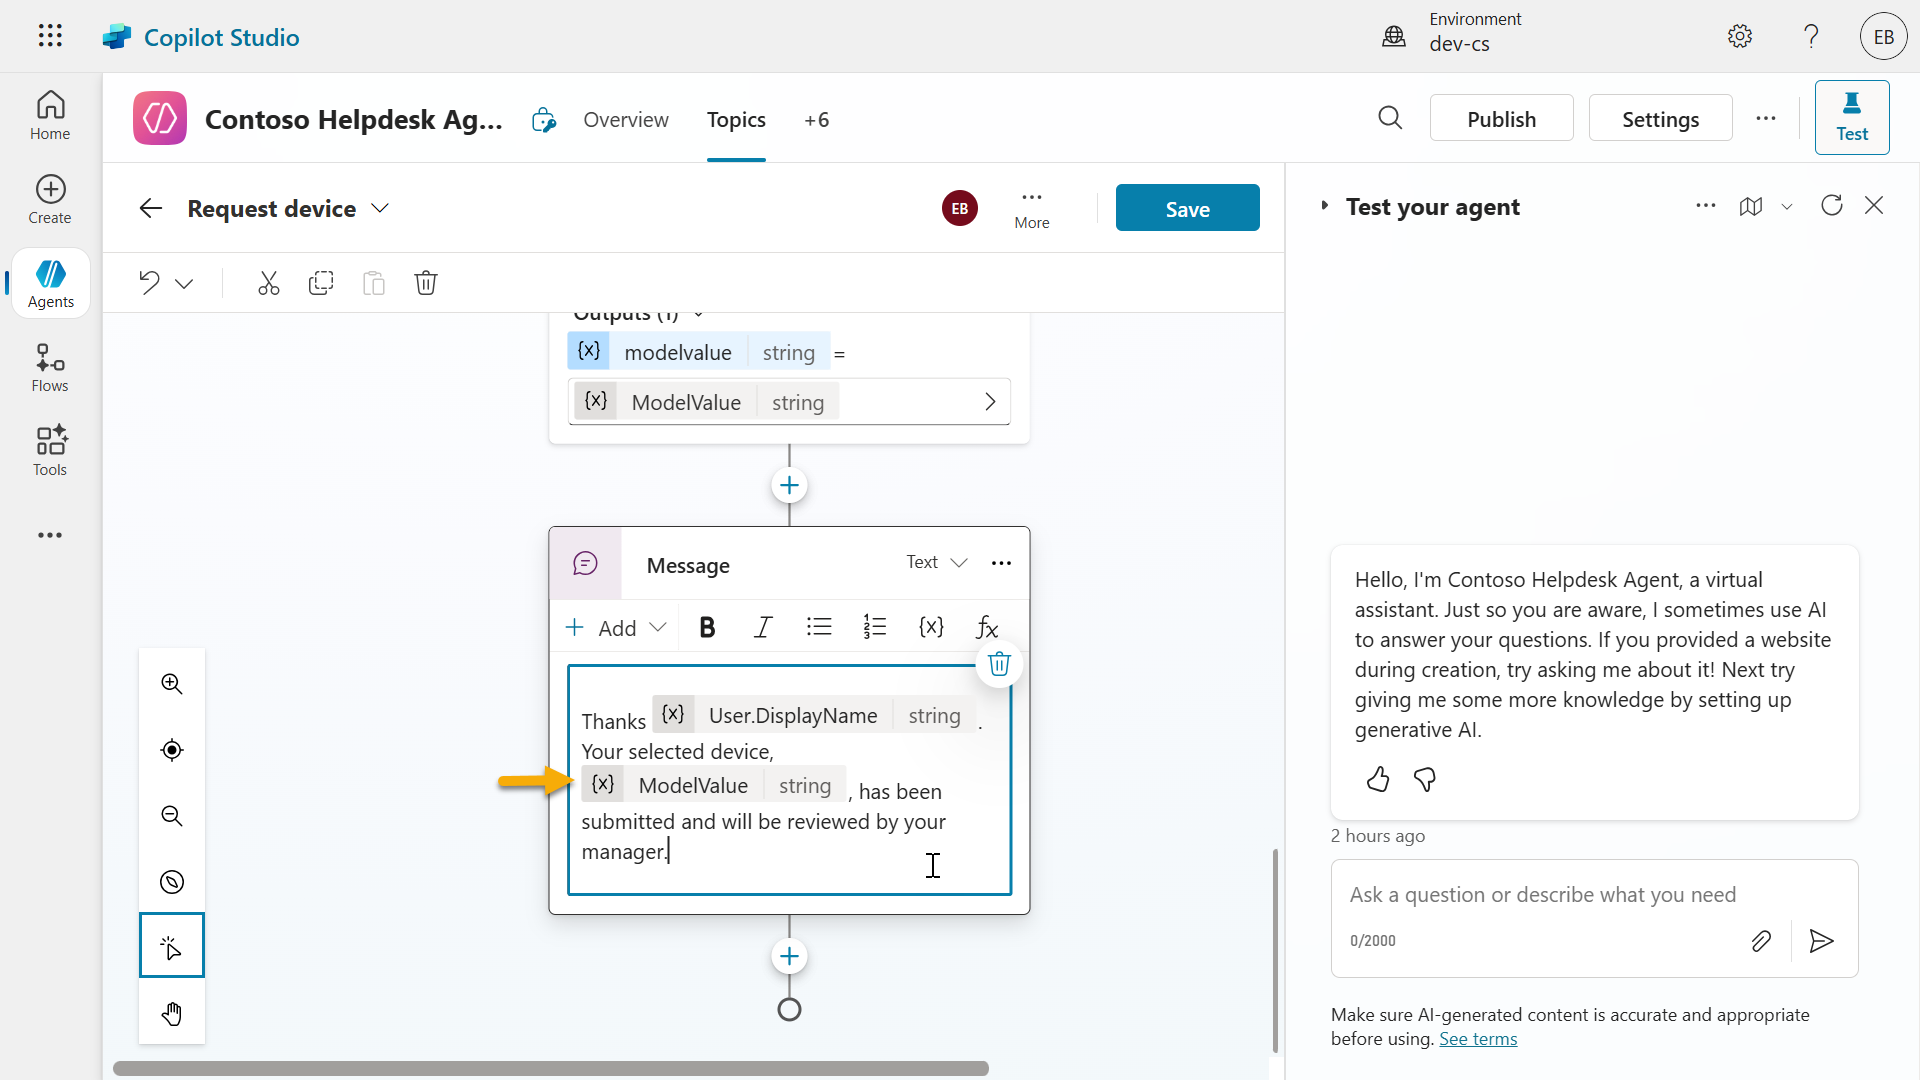 Copilot Studio
Environment
dev-cs
EB
Home
Create
Agents
Flows
Tools
Contoso Helpdesk Ag...
Overview
Topics
+6
Publish
Settings
Test
Request device
EB
More
Save
Outputs (1)
{x} modelvalue string =
{x} ModelValue string
Message
Text
Add
B
I
{x}
fx
Thanks {x} User.DisplayName string .
Your selected device,
{x} ModelValue string , has been
submitted and will be reviewed by your
manager.
Test your agent
Hello, I'm Contoso Helpdesk Agent, a virtual
assistant. Just so you are aware, I sometimes use AI
to answer your questions. If you provided a website
during creation, try asking me about it! Next try
giving me some more knowledge by setting up
generative AI.
2 hours ago
Ask a question or describe what you need
0/2000
Make sure AI-generated content is accurate and appropriate
before using. See terms